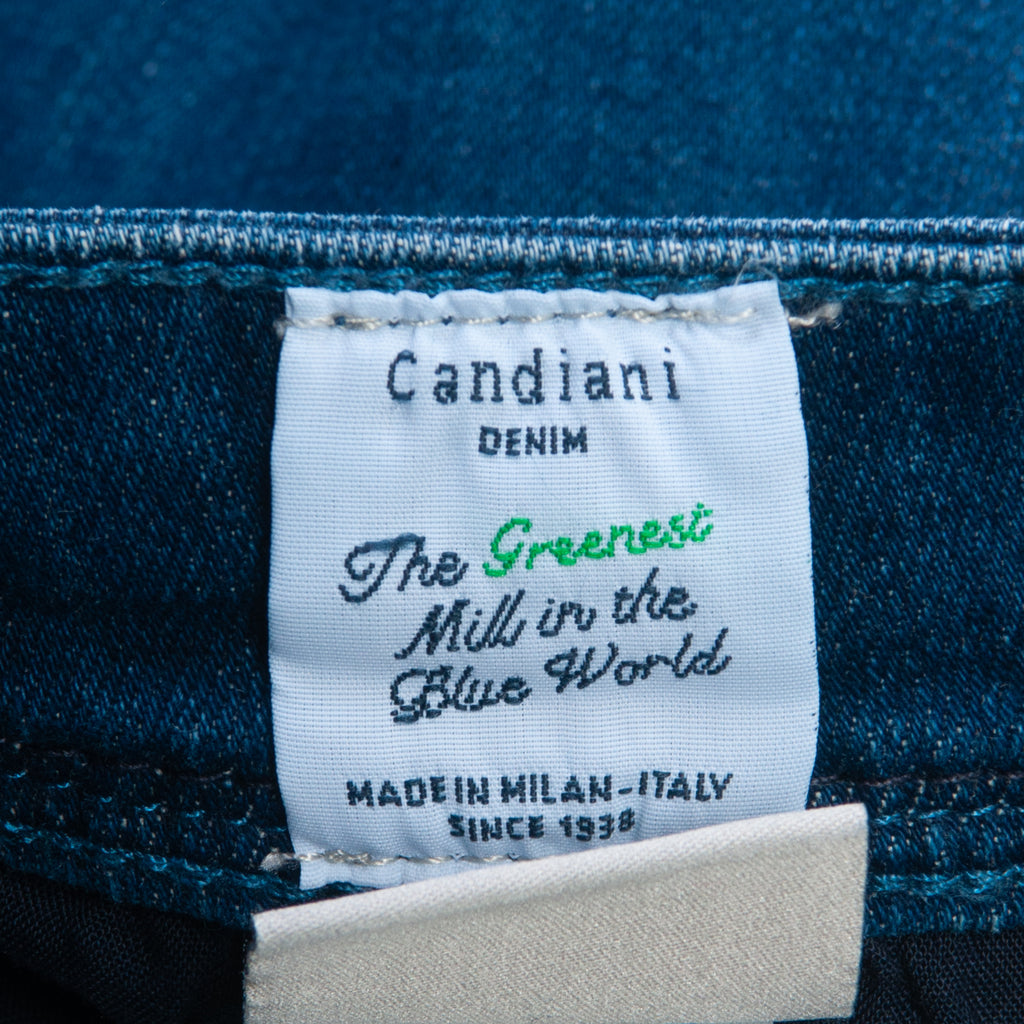 Candiani
DENIM
The Greenest
Mill in the
Blue World
MADE IN MILAN-ITALY
SINCE 1938